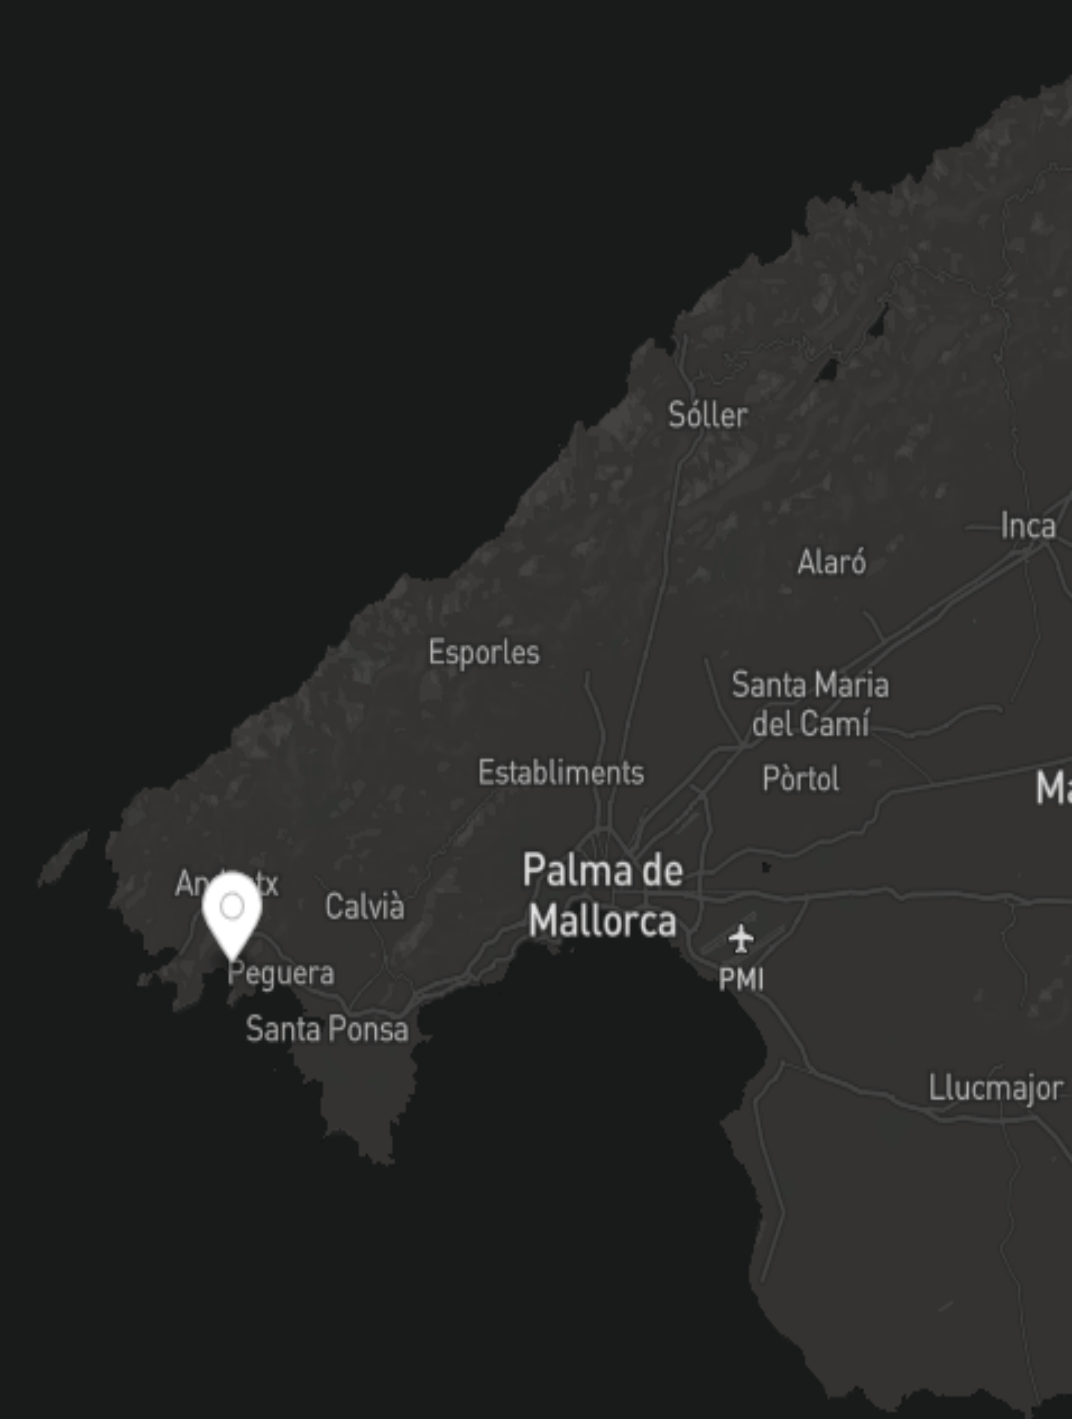 Sóller
Inca
Alaró
Esporles
Santa Maria
del Camí
Establiments
Pòrtol
Palma de
Mallorca
Calvià
PMI
Peguera
Santa Ponsa
Llucmajor